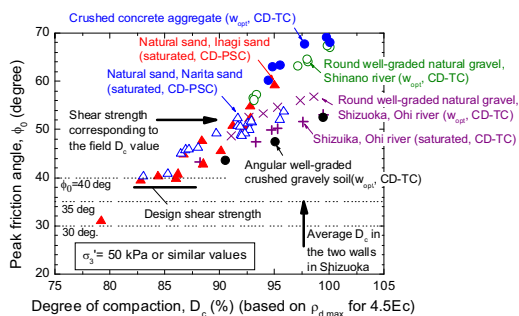 Crushed concrete aggregate (wopt, CD-TC)
Natural sand, Inagi sand
(saturated, CD-PSC)
Natural sand, Narita sand
(saturated, CD-PSC)
Round well-graded natural gravel,
Shinano river (wopt, CD-TC)
Shear strength
corresponding to
the field Dc value
Round well-graded natural gravel,
Shizuoka, Ohi river (wopt, CD-TC)
Shizuika, Ohi river (saturated, CD-TC)
Angular well-graded
crushed gravely soil(wopt,
CD-TC)
ϕ0=40 deg
35 deg
30 deg.
Design shear strength
σ3'= 50 kPa or similar values
Average Dc in
the two walls
in Shizuoka
Peak friction angle, ϕ0 (degree)
70
60
50
40
30
20
75 80 85 90 95 100 105
Degree of compaction, Dc (%) (based on ρd.max for 4.5Ec)